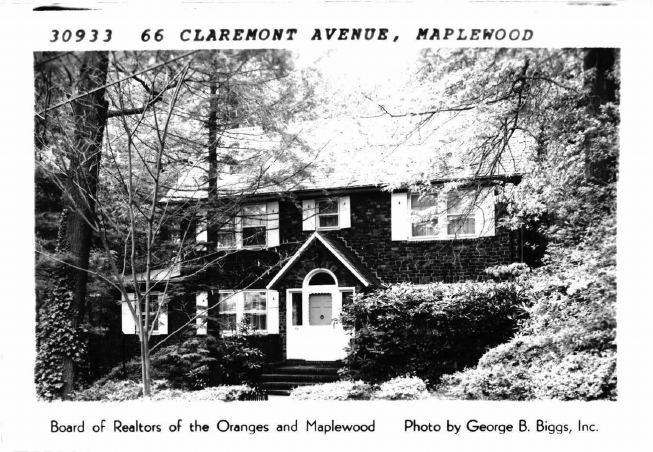 30933 66 CLAREMONT AVENUE, MAPLEWOOD
Board of Realtors of the Oranges and Maplewood Photo by George B. Biggs, Inc.